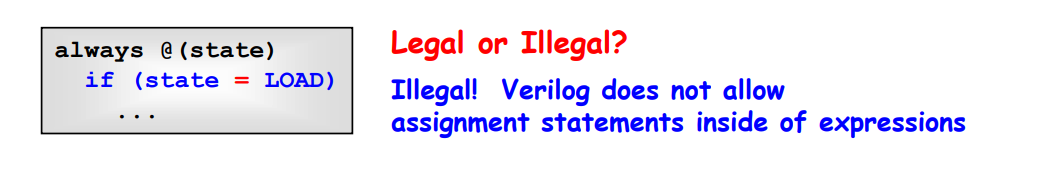 always @(state)
if (state = LOAD)
...
Legal or Illegal?
Illegal! Verilog does not allow
assignment statements inside of expressions